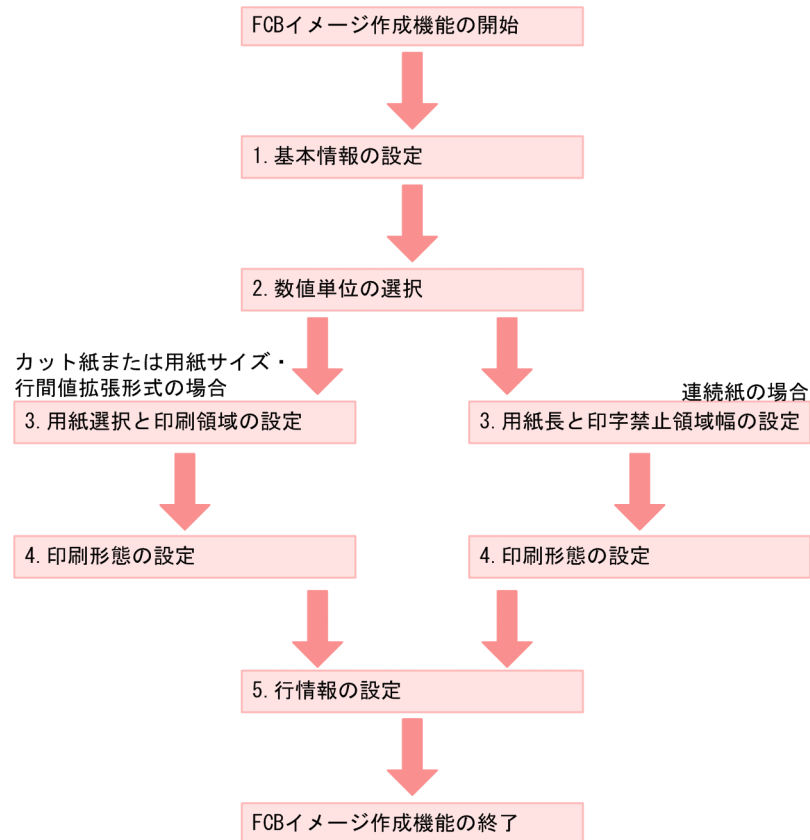 FCBイメージ作成機能の開始
1.基本情報の設定
2.数値単位の選択
カット紙または用紙サイズ・
行間値拡張形式の場合
3.用紙選択と印刷領域の設定
4.印刷形態の設定
連続紙の場合
3.用紙長と印字禁止領域幅の設定
4.印刷形態の設定
5.行情報の設定
FCBイメージ作成機能の終了